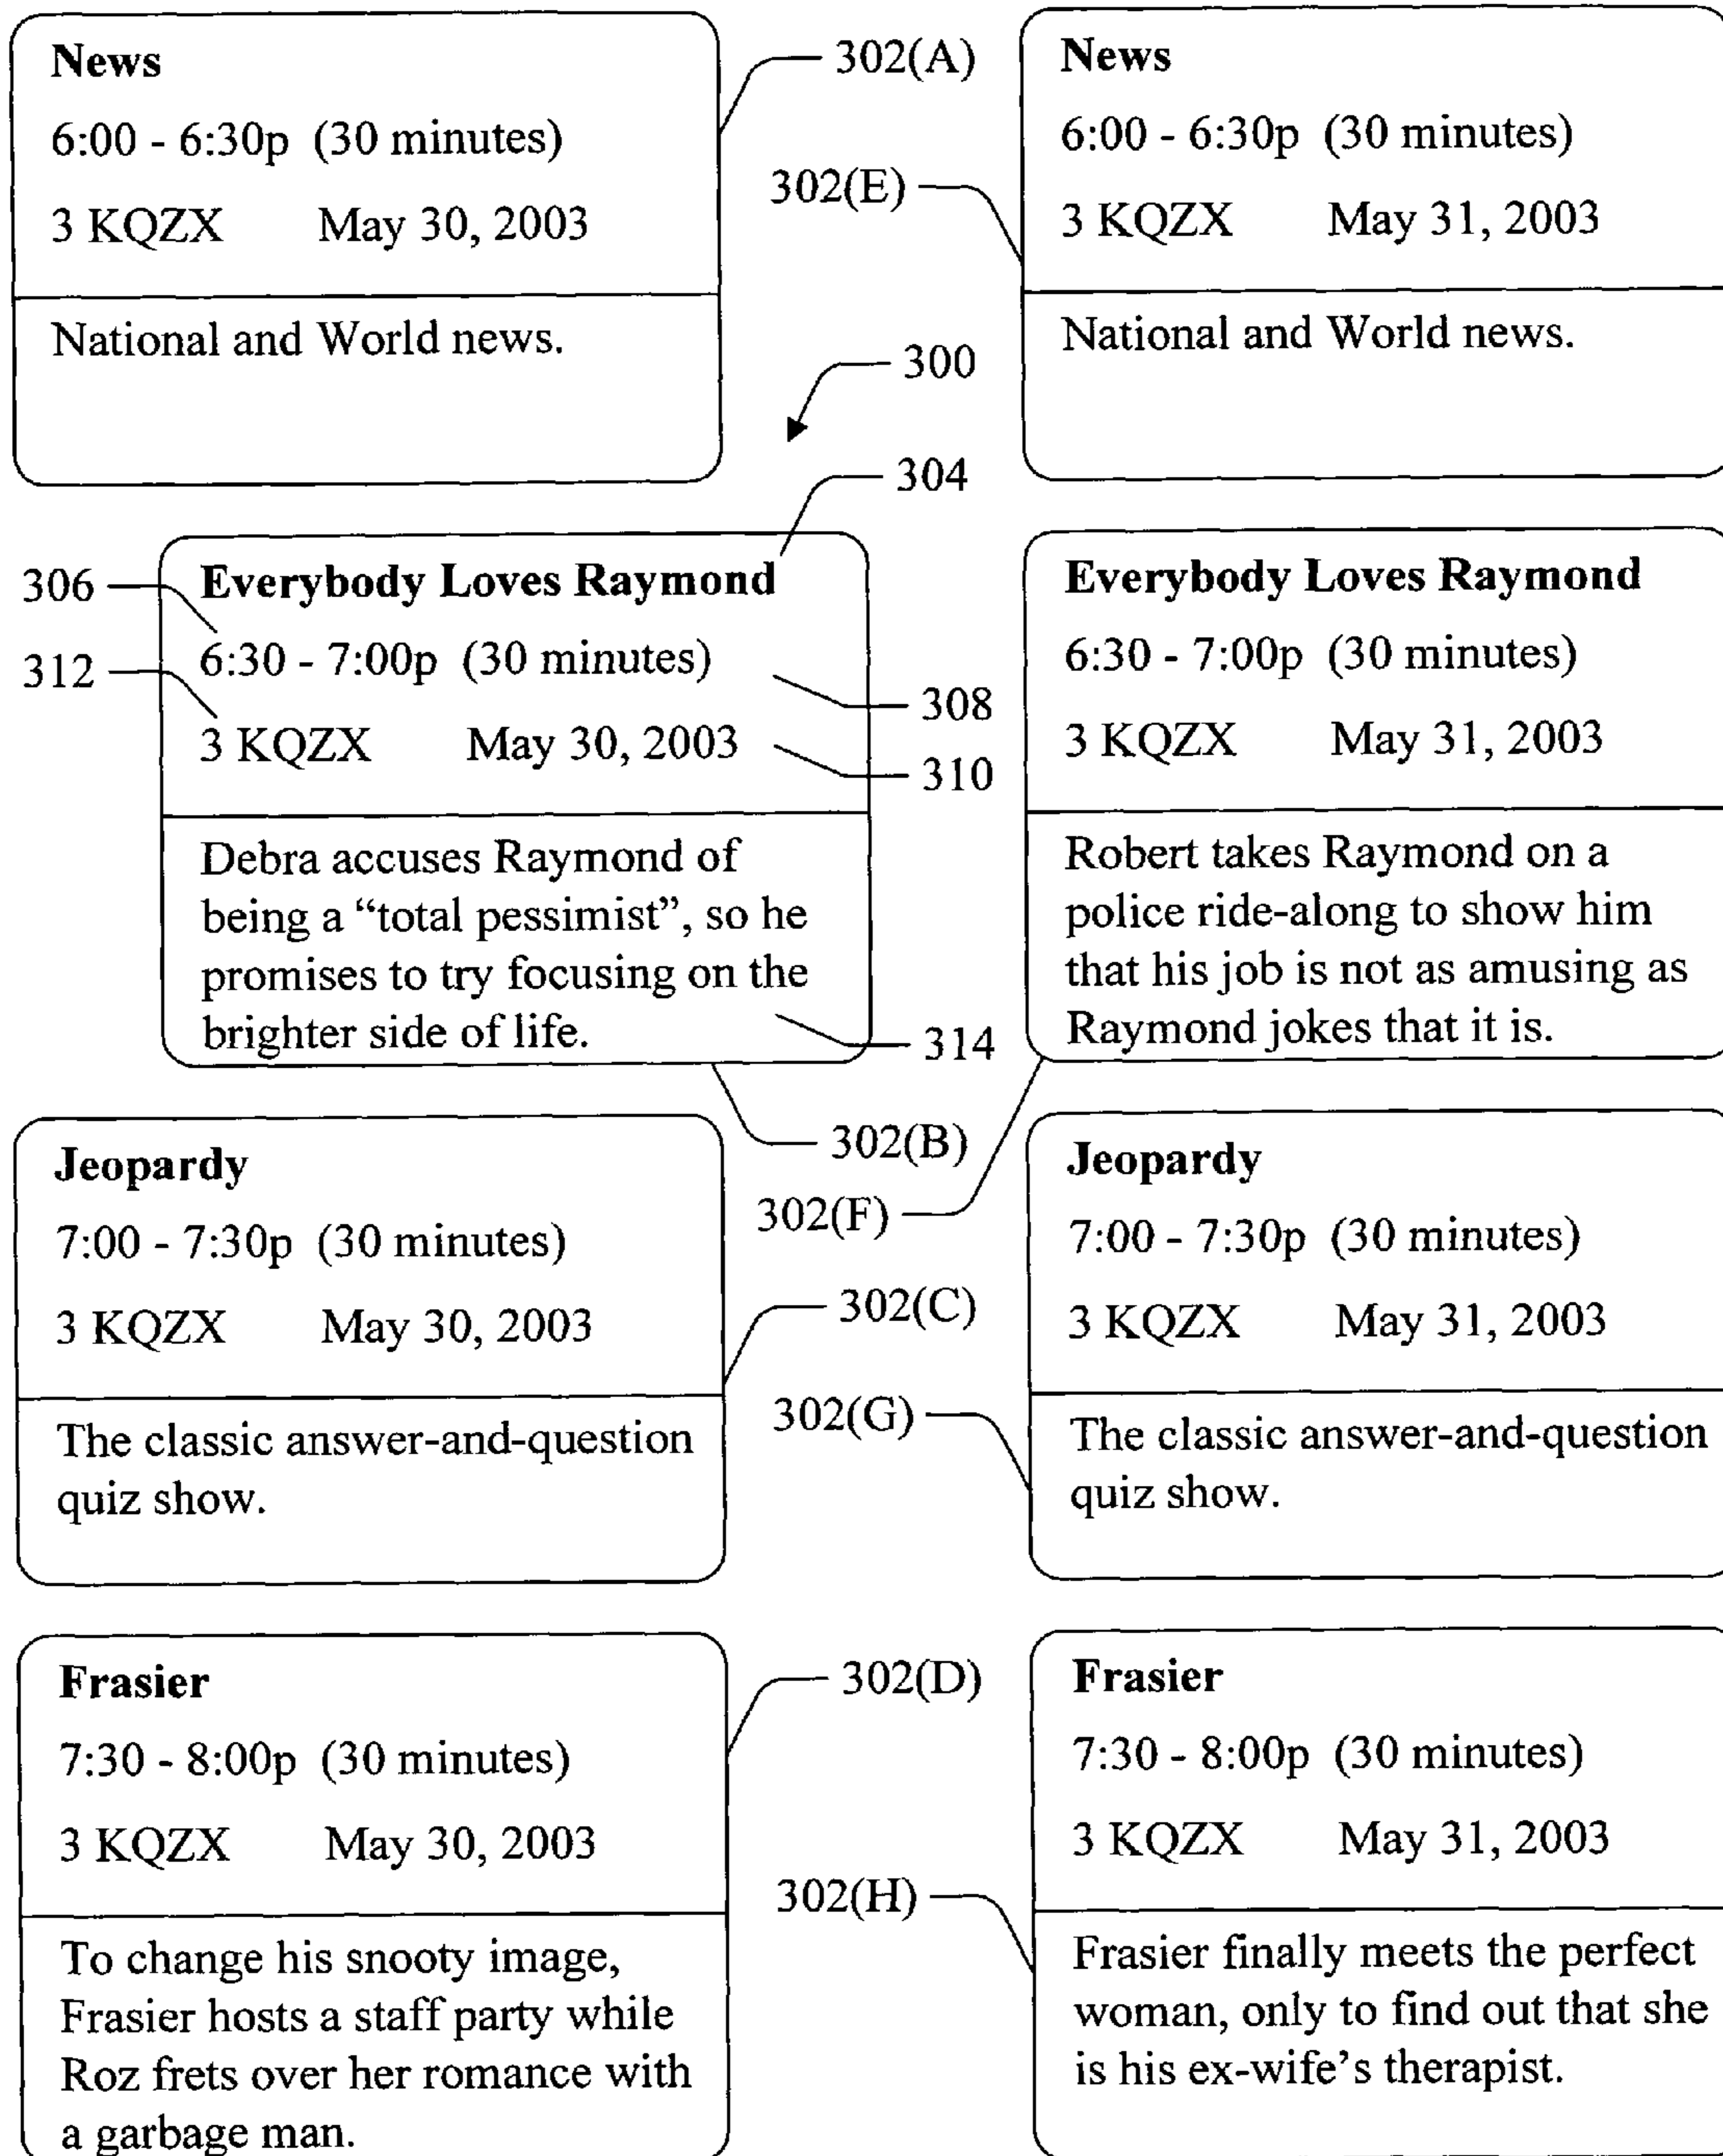 News
6:00 - 6:30p (30 minutes)
3 KQZX May 30, 2003
National and World news.
302(A)
302(E)
News
6:00 - 6:30p (30 minutes)
3 KQZX May 31, 2003
National and World news.
300
304
306
312
Everybody Loves Raymond
6:30 - 7:00p (30 minutes)
3 KQZX May 30, 2003
Debra accuses Raymond of
being a “total pessimist”, so he
promises to try focusing on the
brighter side of life.
308
310
314
302(B)
Everybody Loves Raymond
6:30 - 7:00p (30 minutes)
3 KQZX May 31, 2003
Robert takes Raymond on a
police ride-along to show him
that his job is not as amusing as
Raymond jokes that it is.
302(F)
Jeopardy
7:00 - 7:30p (30 minutes)
3 KQZX May 30, 2003
The classic answer-and-question
quiz show.
302(C)
302(G)
Jeopardy
7:00 - 7:30p (30 minutes)
3 KQZX May 31, 2003
The classic answer-and-question
quiz show.
Frasier
7:30 - 8:00p (30 minutes)
3 KQZX May 30, 2003
To change his snooty image,
Frasier hosts a staff party while
Roz frets over her romance with
a garbage man.
302(D)
302(H)
Frasier
7:30 - 8:00p (30 minutes)
3 KQZX May 31, 2003
Frasier finally meets the perfect
woman, only to find out that she
is his ex-wife’s therapist.